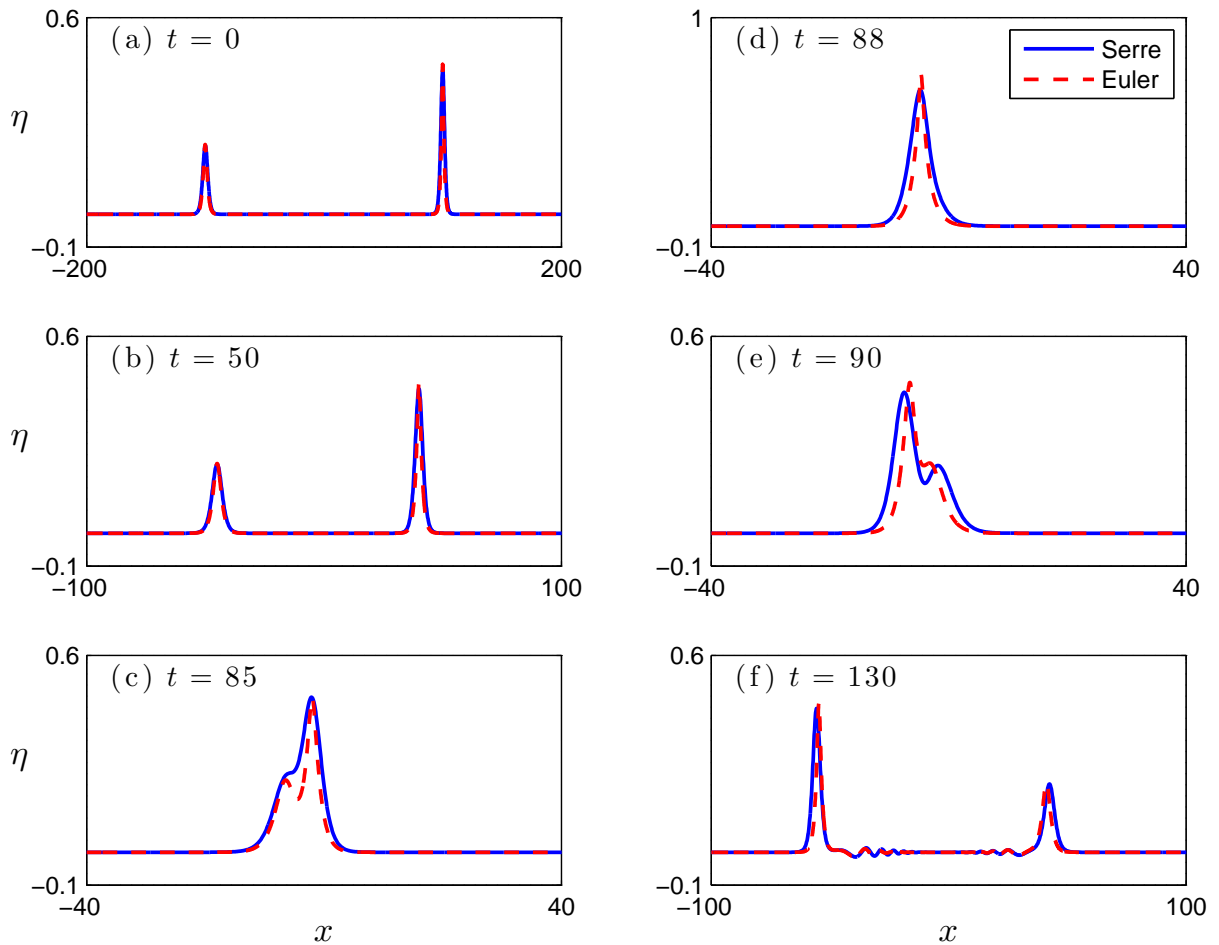 0.6
(a) t = 0
η
−0.1
−200
200
0.6
(b) t = 50
η
−0.1
−100
100
0.6
(c) t = 85
η
−0.1
−40
40
x
1
(d) t = 88
Serre
Euler
−0.1
−40
40
0.6
(e) t = 90
−0.1
−40
40
0.6
(f) t = 130
−0.1
−100
100
x